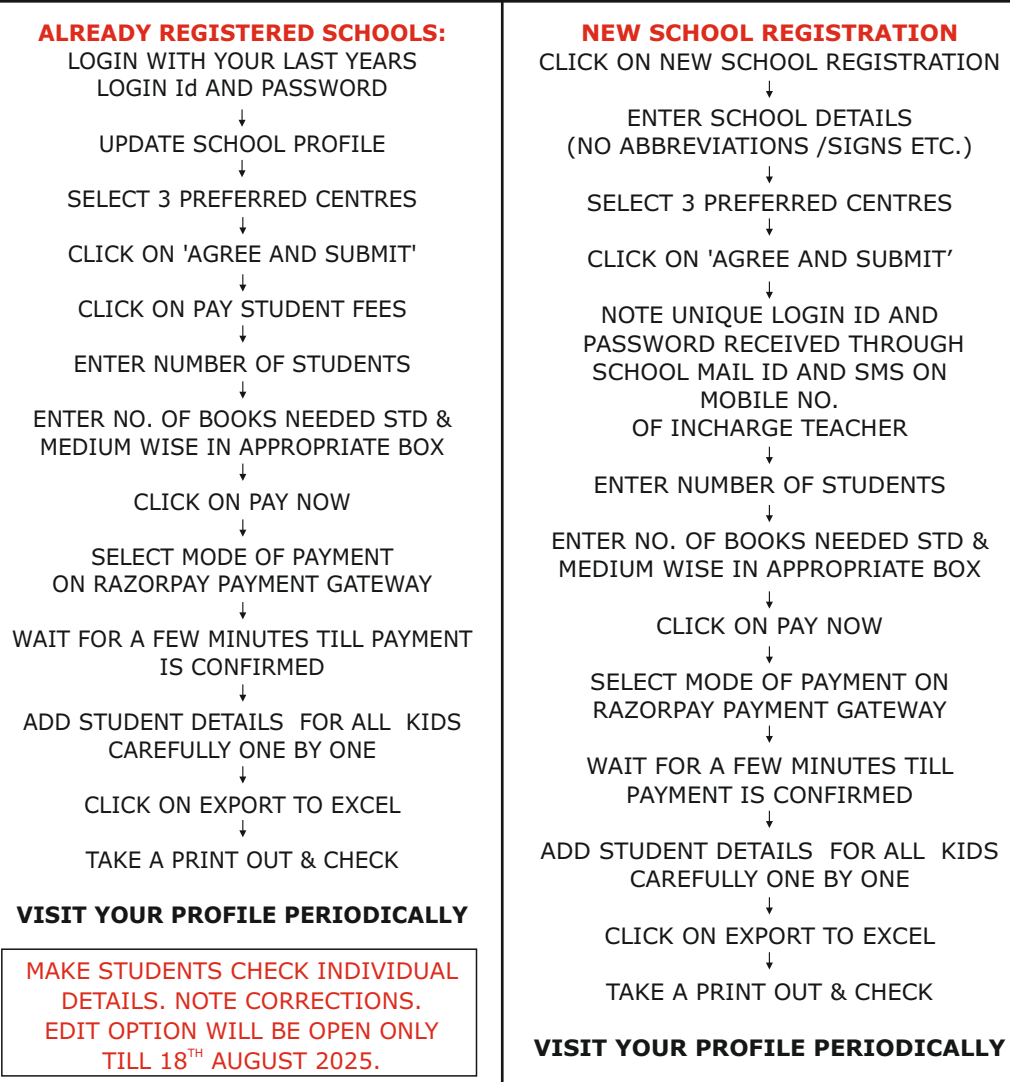 ALREADY REGISTERED SCHOOLS:
LOGIN WITH YOUR LAST YEARS
LOGIN Id AND PASSWORD
↓
UPDATE SCHOOL PROFILE
↓
SELECT 3 PREFERRED CENTRES
↓
CLICK ON 'AGREE AND SUBMIT'
↓
CLICK ON PAY STUDENT FEES
↓
ENTER NUMBER OF STUDENTS
↓
ENTER NO. OF BOOKS NEEDED STD &
MEDIUM WISE IN APPROPRIATE BOX
↓
CLICK ON PAY NOW
↓
SELECT MODE OF PAYMENT
ON RAZORPAY PAYMENT GATEWAY
↓
WAIT FOR A FEW MINUTES TILL PAYMENT
IS CONFIRMED
↓
ADD STUDENT DETAILS FOR ALL KIDS
CAREFULLY ONE BY ONE
↓
CLICK ON EXPORT TO EXCEL
↓
TAKE A PRINT OUT & CHECK
VISIT YOUR PROFILE PERIODICALLY
MAKE STUDENTS CHECK INDIVIDUAL
DETAILS. NOTE CORRECTIONS.
EDIT OPTION WILL BE OPEN ONLY
TILL 18TH AUGUST 2025.
NEW SCHOOL REGISTRATION
CLICK ON NEW SCHOOL REGISTRATION
↓
ENTER SCHOOL DETAILS
(NO ABBREVIATIONS /SIGNS ETC.)
↓
SELECT 3 PREFERRED CENTRES
↓
CLICK ON 'AGREE AND SUBMIT’
↓
NOTE UNIQUE LOGIN ID AND
PASSWORD RECEIVED THROUGH
SCHOOL MAIL ID AND SMS ON
MOBILE NO.
OF INCHARGE TEACHER
↓
ENTER NUMBER OF STUDENTS
↓
ENTER NO. OF BOOKS NEEDED STD &
MEDIUM WISE IN APPROPRIATE BOX
↓
CLICK ON PAY NOW
↓
SELECT MODE OF PAYMENT ON
RAZORPAY PAYMENT GATEWAY
↓
WAIT FOR A FEW MINUTES TILL
PAYMENT IS CONFIRMED
↓
ADD STUDENT DETAILS FOR ALL KIDS
CAREFULLY ONE BY ONE
↓
CLICK ON EXPORT TO EXCEL
↓
TAKE A PRINT OUT & CHECK
VISIT YOUR PROFILE PERIODICALLY